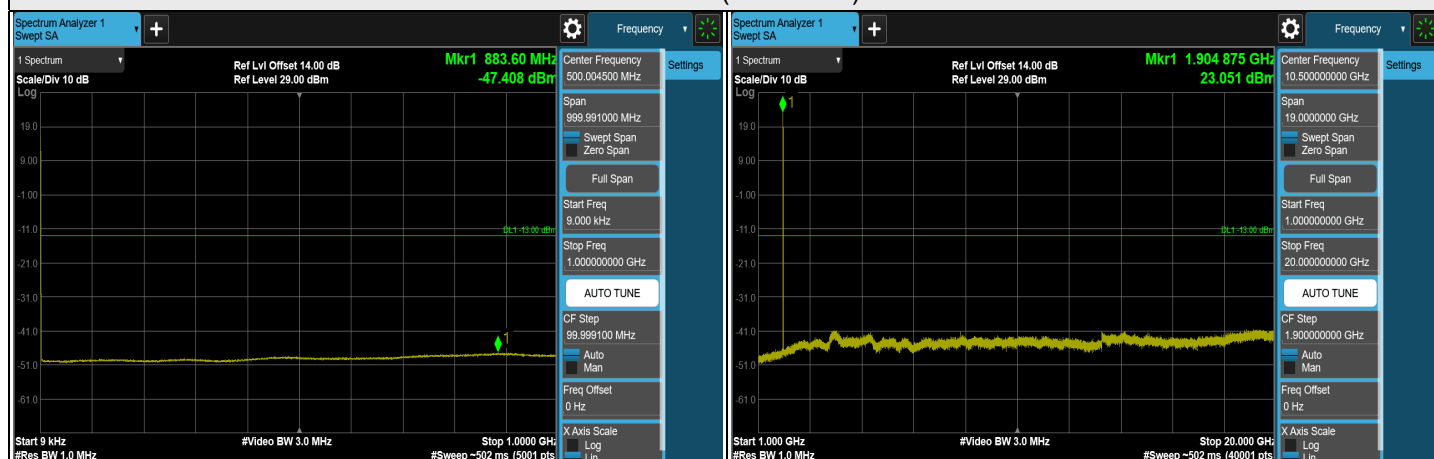 Spectrum Analyzer 1
Swept SA
+
Frequency
1 Spectrum
Scale/Div 10 dB
Ref Lvl Offset 14.00 dB
Ref Level 29.00 dBm
Mkr1 883.60 MHz
-47.408 dBm
Log
19.0
9.00
-1.00
-11.0
-21.0
-31.0
-41.0
-51.0
-61.0
1
DL1 -13.00 dBm
Start 9 kHz
#Res BW 1.0 MHz
#Video BW 3.0 MHz
Stop 1.0000 GHz
#Sweep ~502 ms (5001 pts
Center Frequency
500.004500 MHz
Settings
Span
999.991000 MHz
Swept Span
Zero Span
Full Span
Start Freq
9.000 kHz
Stop Freq
1.000000000 GHz
AUTO TUNE
CF Step
99.999100 MHz
Auto
Man
Freq Offset
0 Hz
X Axis Scale
Log
Lin
Spectrum Analyzer 1
Swept SA
+
Frequency
1 Spectrum
Scale/Div 10 dB
Ref Lvl Offset 14.00 dB
Ref Level 29.00 dBm
Mkr1 1.904 875 GHz
23.051 dBm
Log
1
19.0
9.00
-1.00
-11.0
-21.0
-31.0
-41.0
-51.0
-61.0
DL1 -13.00 dBm
Start 1.000 GHz
#Res BW 1.0 MHz
#Video BW 3.0 MHz
Stop 20.000 GHz
#Sweep ~502 ms (40001 pts
Center Frequency
10.500000000 GHz
Settings
Span
19.0000000 GHz
Swept Span
Zero Span
Full Span
Start Freq
1.000000000 GHz
Stop Freq
20.000000000 GHz
AUTO TUNE
CF Step
1.900000000 GHz
Auto
Man
Freq Offset
0 Hz
X Axis Scale
Log
Lin